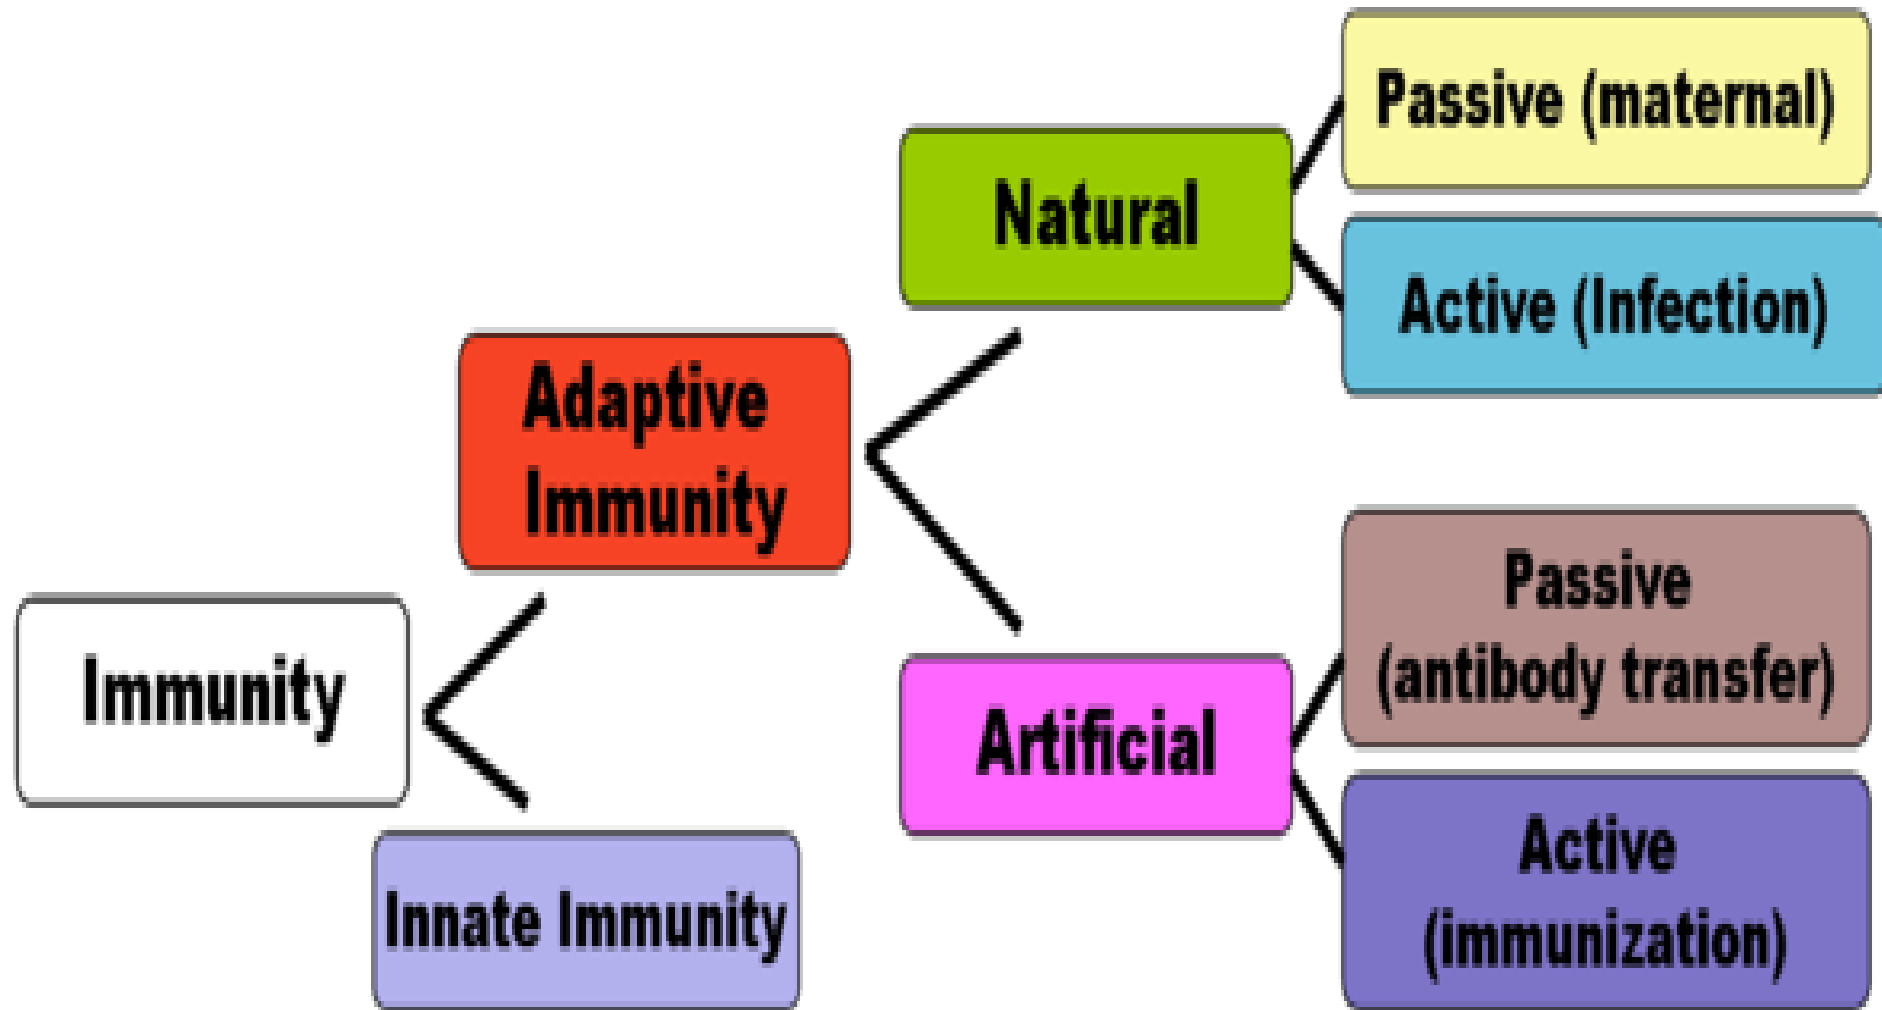 Passive (maternal)
Natural
Active (Infection)
Adaptive
Immunity
Passive
(antibody transfer)
Immunity
Artificial
Active
(immunization)
Innate Immunity